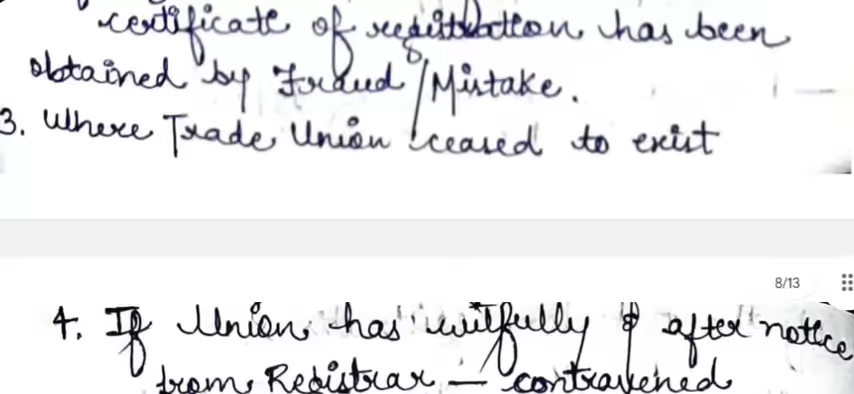 certificate of registration has been
obtained by Fraud/Mistake.
3. Where Trade Union ceased to exist
8/13
4. If Union has wilfully & after notice
from Registrar – contravened